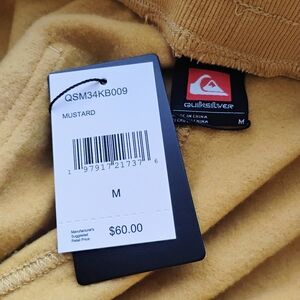 QSM34KB009
MUSTARD
1 97917 21737 6
M
Manufacturer's
Suggested
Retail Price
$60.00
QUIKSILVER
M